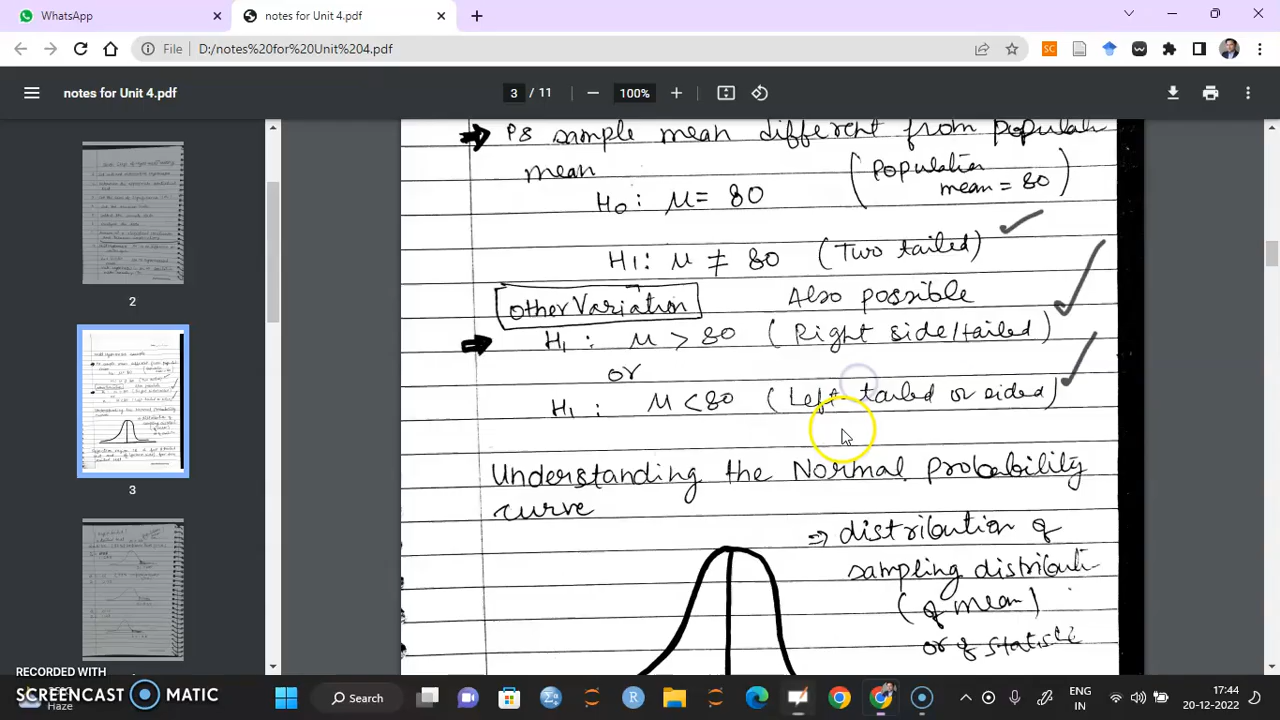 WhatsApp
notes for Unit 4.pdf
File
D:/notes%20for%20Unit%204.pdf
notes for Unit 4.pdf
3 / 11
100%
2
3
Is sample mean different from populati
mean
(Population
mean = 80)
H0: μ = 80
H1: μ ≠ 80 (Two tailed)
Other Variation
Also possible
H1: μ > 80 (Right side/tailed)
or
H1: μ < 80 (Left tailed or sided)
Understanding the Normal Probability
curve
⇒ distribution of
sampling distributi
(of mean)
or of statisti
RECORDED WITH
SCREENCAST MATIC
Haze
Search
ENG
IN
17:44
20-12-2022